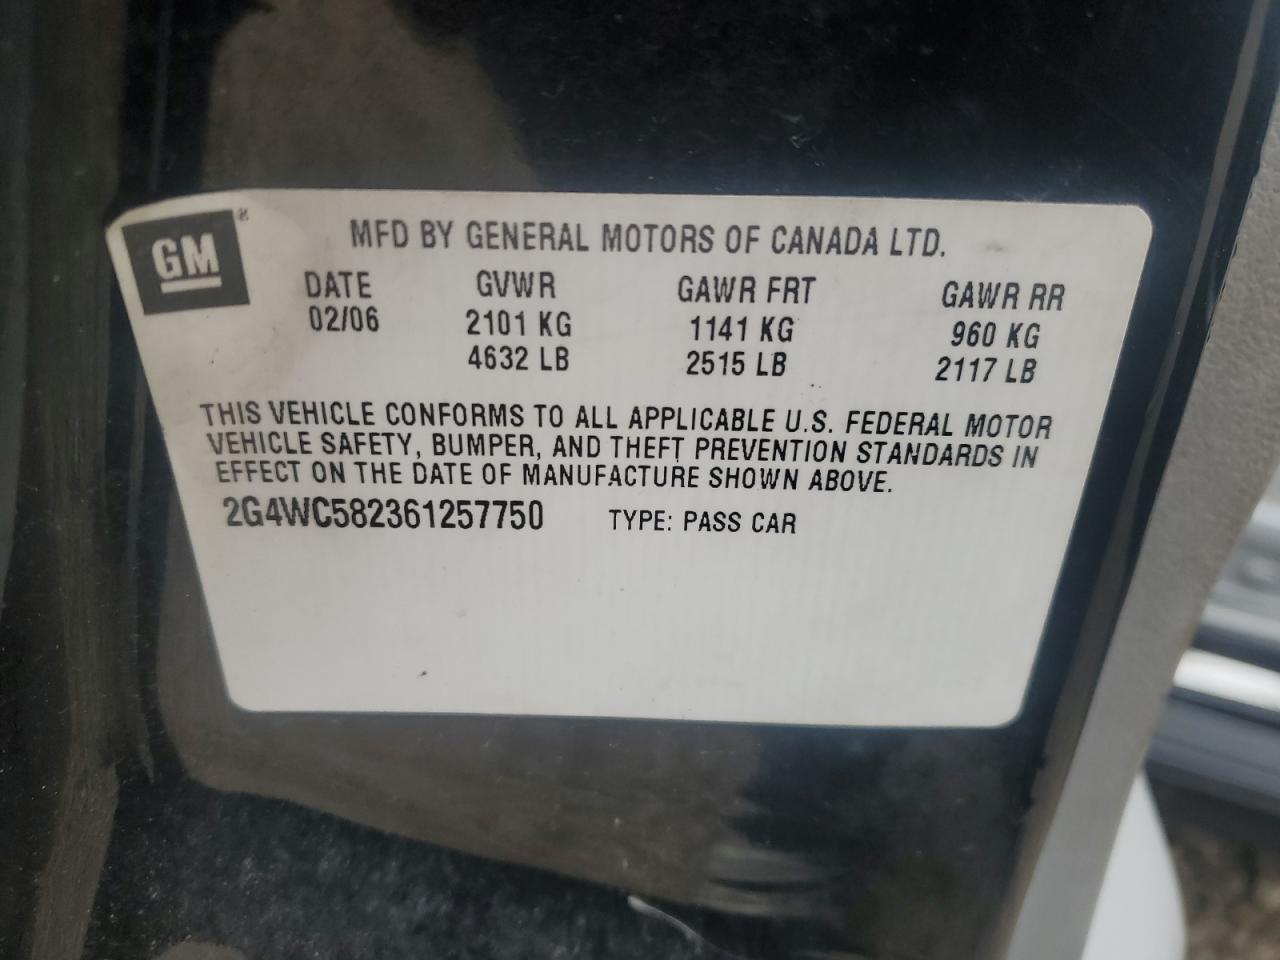 GM ®
MFD BY GENERAL MOTORS OF CANADA LTD.
DATE GVWR GAWR FRT GAWR RR
02/06 2101 KG 1141 KG 960 KG
4632 LB 2515 LB 2117 LB
THIS VEHICLE CONFORMS TO ALL APPLICABLE U.S. FEDERAL MOTOR
VEHICLE SAFETY, BUMPER, AND THEFT PREVENTION STANDARDS IN
EFFECT ON THE DATE OF MANUFACTURE SHOWN ABOVE.
2G4WC582361257750 TYPE: PASS CAR